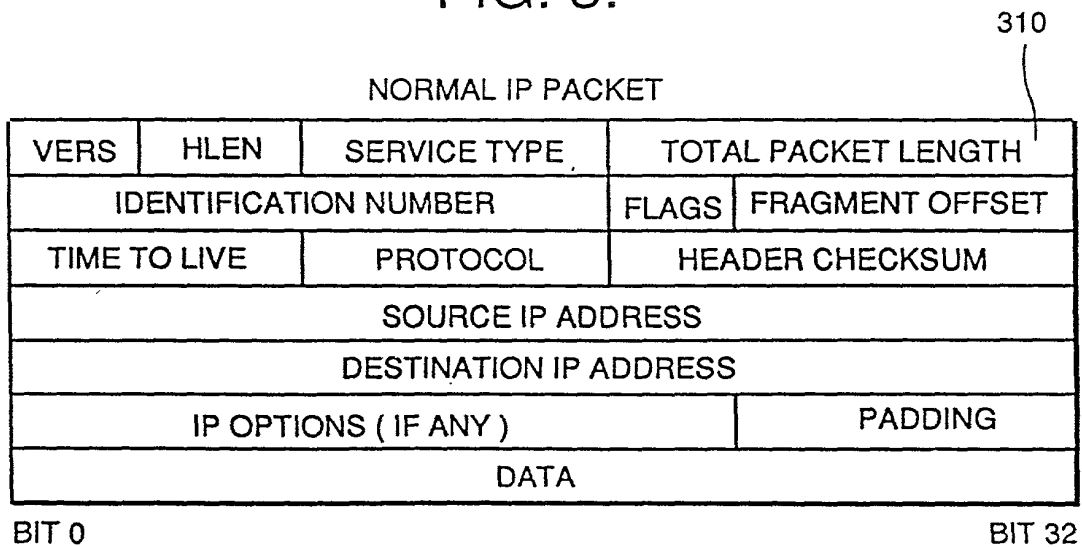 310
NORMAL IP PACKET
VERS HLEN SERVICE TYPE TOTAL PACKET LENGTH
IDENTIFICATION NUMBER FLAGS FRAGMENT OFFSET
TIME TO LIVE PROTOCOL HEADER CHECKSUM
SOURCE IP ADDRESS
DESTINATION IP ADDRESS
IP OPTIONS ( IF ANY ) PADDING
DATA
BIT 0 BIT 32